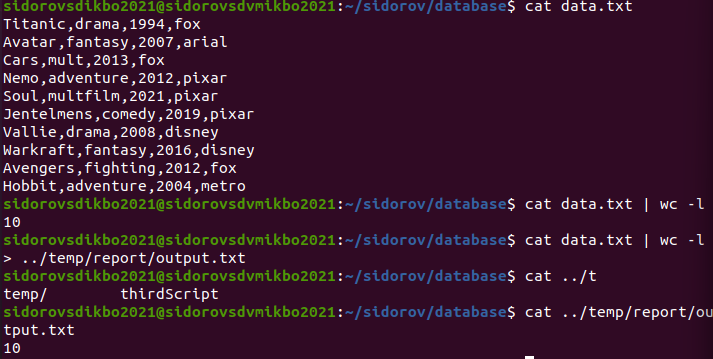 sidorovsdikbo2021@sidorovsdvmikbo2021:~/sidorov/database$ cat data.txt
Titanic,drama,1994,fox
Avatar,fantasy,2007,arial
Cars,mult,2013,fox
Nemo,adventure,2012,pixar
Soul,multfilm,2021,pixar
Jentelmens,comedy,2019,pixar
Vallie,drama,2008,disney
Warkraft,fantasy,2016,disney
Avengers,fighting,2012,fox
Hobbit,adventure,2004,metro
sidorovsdikbo2021@sidorovsdvmikbo2021:~/sidorov/database$ cat data.txt | wc -l
10
sidorovsdikbo2021@sidorovsdvmikbo2021:~/sidorov/database$ cat data.txt | wc -l
> ../temp/report/output.txt
sidorovsdikbo2021@sidorovsdvmikbo2021:~/sidorov/database$ cat ../t
temp/        thirdScript
sidorovsdikbo2021@sidorovsdvmikbo2021:~/sidorov/database$ cat ../temp/report/ou
tput.txt
10